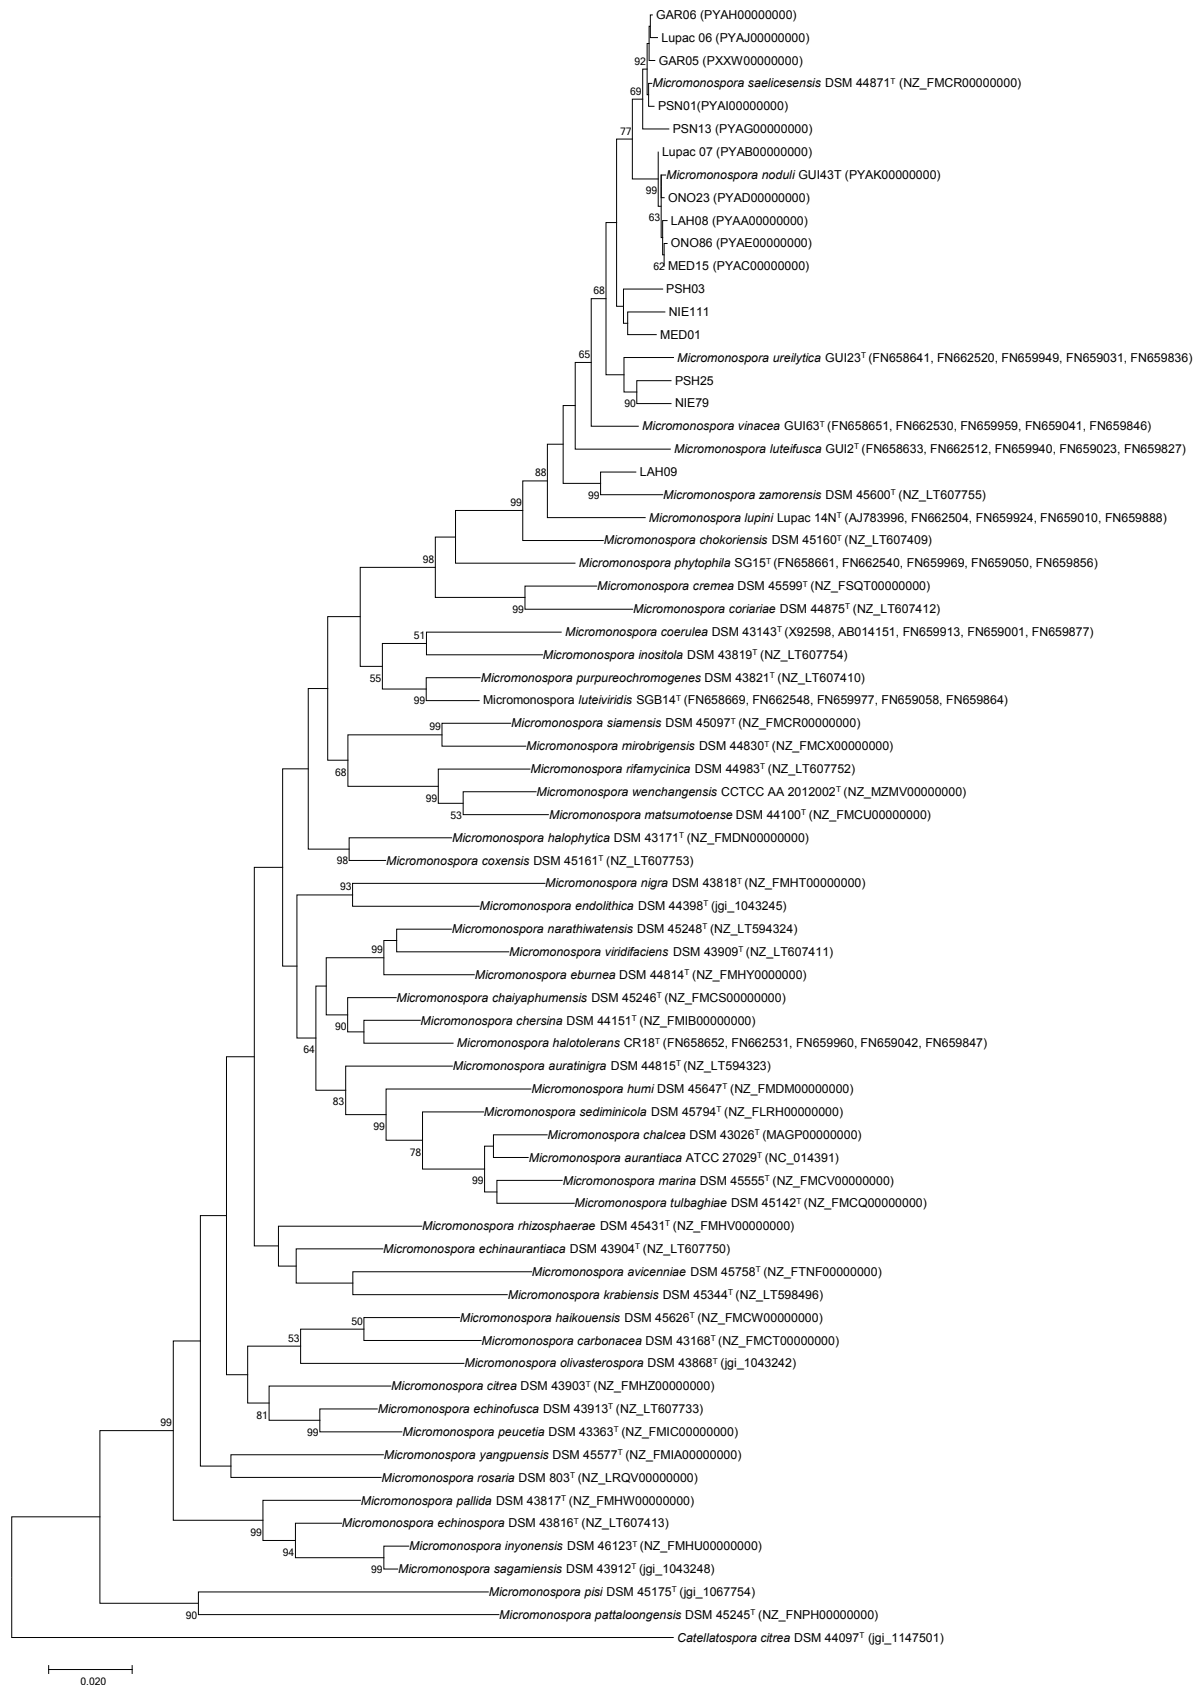 GAR06 (PYAH00000000)
Lupac 06 (PYAJ00000000)
GAR05 (PXXW00000000)
92
Micromonospora saelicesensis DSM 44871ᵀ (NZ_FMCR00000000)
69
PSN01(PYAI00000000)
PSN13 (PYAG00000000)
77
Lupac 07 (PYAB00000000)
Micromonospora noduli GUI43T (PYAK00000000)
99
ONO23 (PYAD00000000)
LAH08 (PYAA00000000)
63
ONO86 (PYAE00000000)
62
MED15 (PYAC00000000)
PSH03
68
NIE111
MED01
65
Micromonospora ureilytica GUI23ᵀ (FN658641, FN662520, FN659949, FN659031, FN659836)
PSH25
90
NIE79
Micromonospora vinacea GUI63ᵀ (FN658651, FN662530, FN659959, FN659041, FN659846)
Micromonospora luteifusca GUI2ᵀ (FN658633, FN662512, FN659940, FN659023, FN659827)
88
LAH09
99
Micromonospora zamorensis DSM 45600ᵀ (NZ_LT607755)
99
Micromonospora lupini Lupac 14Nᵀ (AJ783996, FN662504, FN659924, FN659010, FN659888)
Micromonospora chokoriensis DSM 45160ᵀ (NZ_LT607409)
98
Micromonospora phytophila SG15ᵀ (FN658661, FN662540, FN659969, FN659050, FN659856)
Micromonospora cremea DSM 45599ᵀ (NZ_FSQT00000000)
99
Micromonospora coriariae DSM 44875ᵀ (NZ_LT607412)
51
Micromonospora coerulea DSM 43143ᵀ (X92598, AB014151, FN659913, FN659001, FN659877)
Micromonospora inositola DSM 43819ᵀ (NZ_LT607754)
55
Micromonospora purpureochromogenes DSM 43821ᵀ (NZ_LT607410)
99
Micromonospora luteiviridis SGB14ᵀ (FN658669, FN662548, FN659977, FN659058, FN659864)
99
Micromonospora siamensis DSM 45097ᵀ (NZ_FMCR00000000)
Micromonospora mirobrigensis DSM 44830ᵀ (NZ_FMCX00000000)
68
Micromonospora rifamycinica DSM 44983ᵀ (NZ_LT607752)
99
Micromonospora wenchangensis CCTCC AA 2012002ᵀ (NZ_MZMV00000000)
53
Micromonospora matsumotoense DSM 44100ᵀ (NZ_FMCU00000000)
Micromonospora halophytica DSM 43171ᵀ (NZ_FMDN00000000)
98
Micromonospora coxensis DSM 45161ᵀ (NZ_LT607753)
93
Micromonospora nigra DSM 43818ᵀ (NZ_FMHT00000000)
Micromonospora endolithica DSM 44398ᵀ (jgi_1043245)
Micromonospora narathiwatensis DSM 45248ᵀ (NZ_LT594324)
99
Micromonospora viridifaciens DSM 43909ᵀ (NZ_LT607411)
Micromonospora eburnea DSM 44814ᵀ (NZ_FMHY0000000)
Micromonospora chaiyaphumensis DSM 45246ᵀ (NZ_FMCS00000000)
90
Micromonospora chersina DSM 44151ᵀ (NZ_FMIB00000000)
64
Micromonospora halotolerans CR18ᵀ (FN658652, FN662531, FN659960, FN659042, FN659847)
Micromonospora auratinigra DSM 44815ᵀ (NZ_LT594323)
83
Micromonospora humi DSM 45647ᵀ (NZ_FMDM00000000)
99
Micromonospora sediminicola DSM 45794ᵀ (NZ_FLRH00000000)
78
Micromonospora chalcea DSM 43026ᵀ (MAGP00000000)
Micromonospora aurantiaca ATCC 27029ᵀ (NC_014391)
99
Micromonospora marina DSM 45555ᵀ (NZ_FMCV00000000)
Micromonospora tulbaghiae DSM 45142ᵀ (NZ_FMCQ00000000)
Micromonospora rhizosphaerae DSM 45431ᵀ (NZ_FMHV00000000)
Micromonospora echinaurantiaca DSM 43904ᵀ (NZ_LT607750)
Micromonospora avicenniae DSM 45758ᵀ (NZ_FTNF00000000)
Micromonospora krabiensis DSM 45344ᵀ (NZ_LT598496)
50
Micromonospora haikouensis DSM 45626ᵀ (NZ_FMCW00000000)
53
Micromonospora carbonacea DSM 43168ᵀ (NZ_FMCT00000000)
Micromonospora olivasterospora DSM 43868ᵀ (jgi_1043242)
Micromonospora citrea DSM 43903ᵀ (NZ_FMHZ00000000)
81
Micromonospora echinofusca DSM 43913ᵀ (NZ_LT607733)
99
99
Micromonospora peucetia DSM 43363ᵀ (NZ_FMIC00000000)
Micromonospora yangpuensis DSM 45577ᵀ (NZ_FMIA00000000)
Micromonospora rosaria DSM 803ᵀ (NZ_LRQV00000000)
Micromonospora pallida DSM 43817ᵀ (NZ_FMHW00000000)
99
Micromonospora echinospora DSM 43816ᵀ (NZ_LT607413)
94
Micromonospora inyonensis DSM 46123ᵀ (NZ_FMHU00000000)
99
Micromonospora sagamiensis DSM 43912ᵀ (jgi_1043248)
Micromonospora pisi DSM 45175ᵀ (jgi_1067754)
90
Micromonospora pattaloongensis DSM 45245ᵀ (NZ_FNPH00000000)
Catellatospora citrea DSM 44097ᵀ (jgi_1147501)
0.020